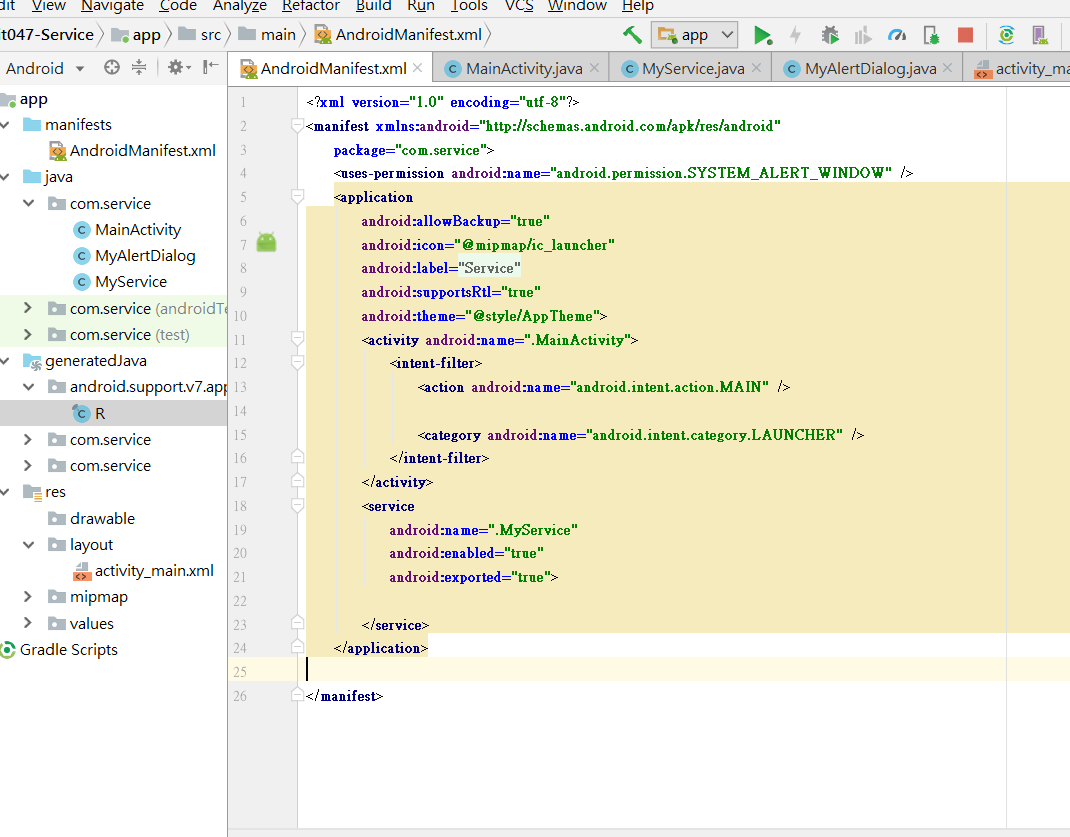 dit View Navigate Code Analyze Refactor Build Run Tools VCS Window Help
t047-Service app src main AndroidManifest.xml app
Android AndroidManifest.xml MainActivity.java MyService.java MyAlertDialog.java activity_ma
app
manifests
AndroidManifest.xml
java
com.service
MainActivity
MyAlertDialog
MyService
com.service (androidTe
com.service (test)
generatedJava
android.support.v7.app
R
com.service
com.service
res
drawable
layout
activity_main.xml
mipmap
values
Gradle Scripts
1 <?xml version="1.0" encoding="utf-8"?>
2 <manifest xmlns:android="http://schemas.android.com/apk/res/android"
3 package="com.service">
4 <uses-permission android:name="android.permission.SYSTEM_ALERT_WINDOW" />
5 <application
6 android:allowBackup="true"
7 android:icon="@mipmap/ic_launcher"
8 android:label="Service"
9 android:supportsRtl="true"
10 android:theme="@style/AppTheme">
11 <activity android:name=".MainActivity">
12 <intent-filter>
13 <action android:name="android.intent.action.MAIN" />
14
15 <category android:name="android.intent.category.LAUNCHER" />
16 </intent-filter>
17 </activity>
18 <service
19 android:name=".MyService"
20 android:enabled="true"
21 android:exported="true">
22
23 </service>
24 </application>
25
26 </manifest>